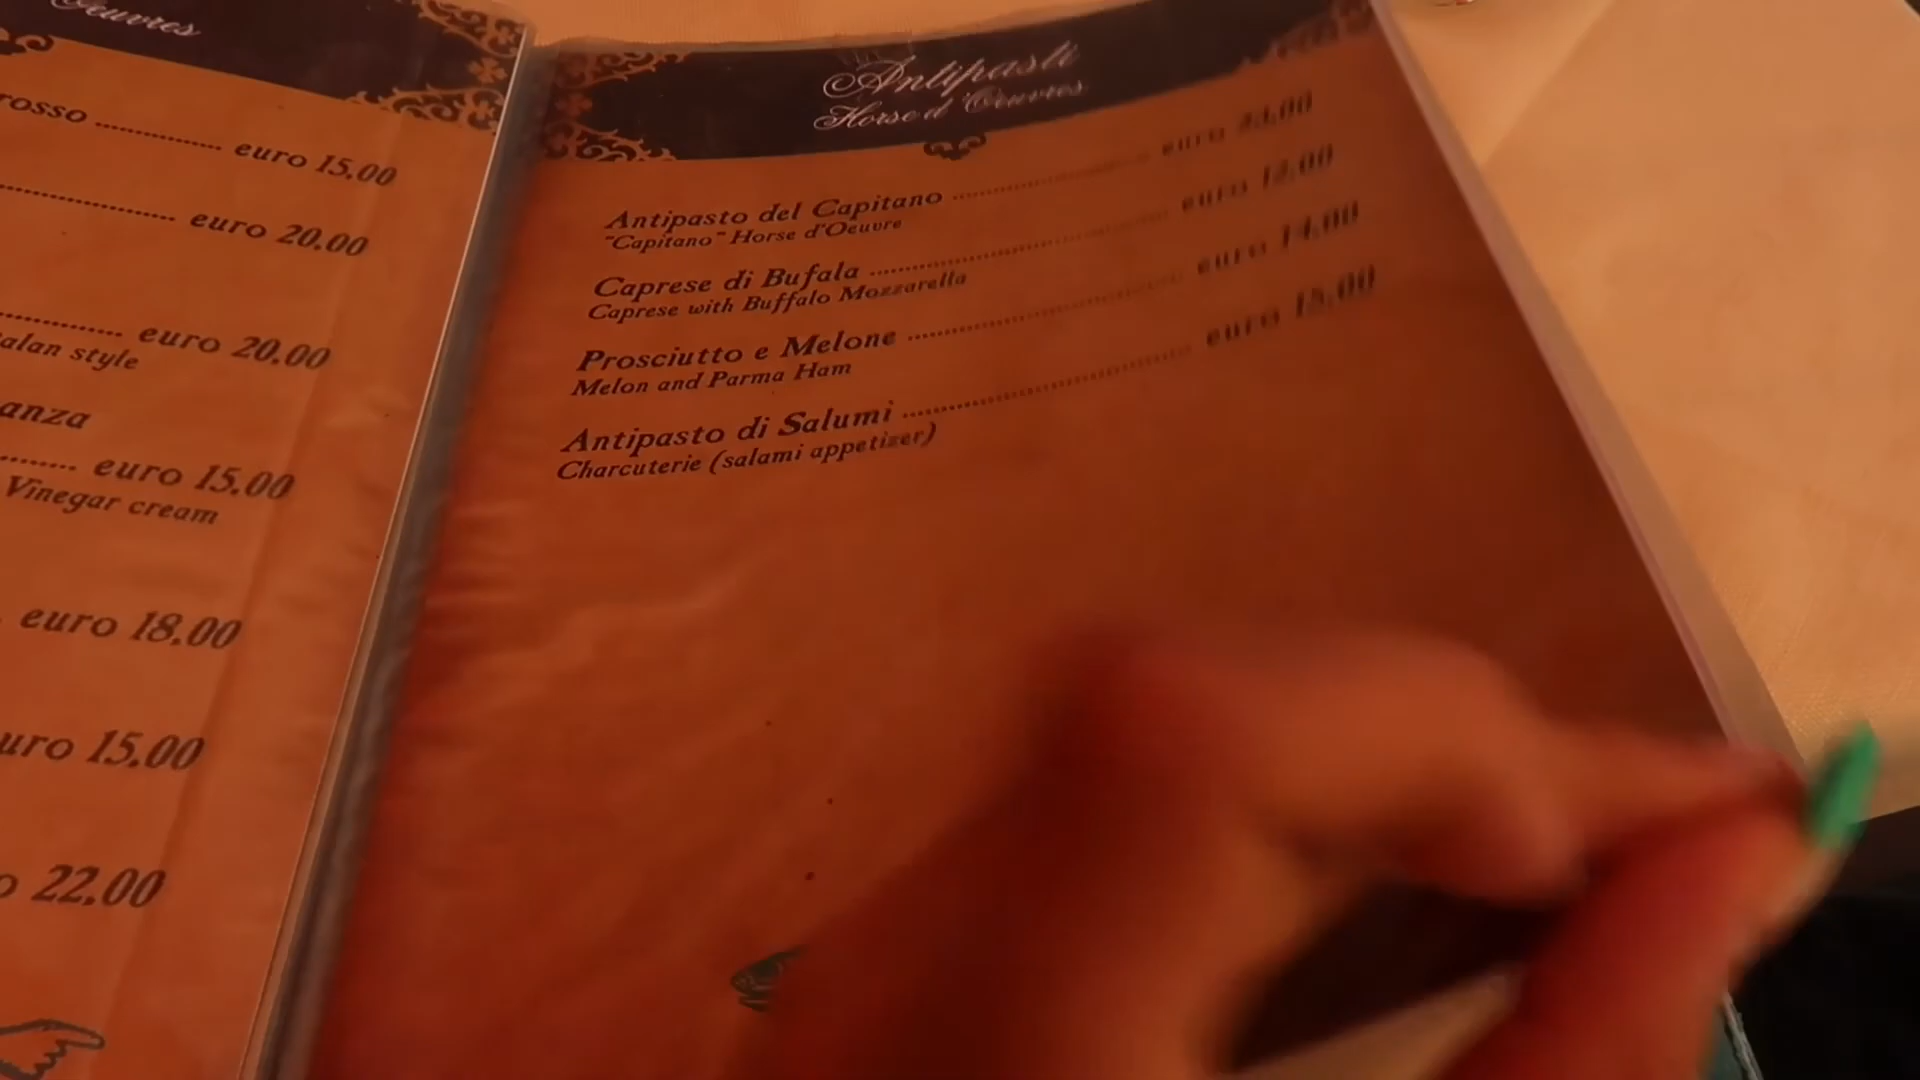 Oeuvres
rosso ........ euro 15.00
........ euro 20.00
........ euro 20.00
alan style
anza
........ euro 15.00
Vinegar cream
euro 18.00
uro 15.00
o 22.00
Antipasti
Horse d'Oeuvres
Antipasto del Capitano ........ euro
"Capitano" Horse d'Oeuvre
Caprese di Bufala ........ euro 12.00
Caprese with Buffalo Mozzarella
Prosciutto e Melone ........ euro 14.00
Melon and Parma Ham
Antipasto di Salumi ........ euro 15.00
Charcuterie (salami appetizer)